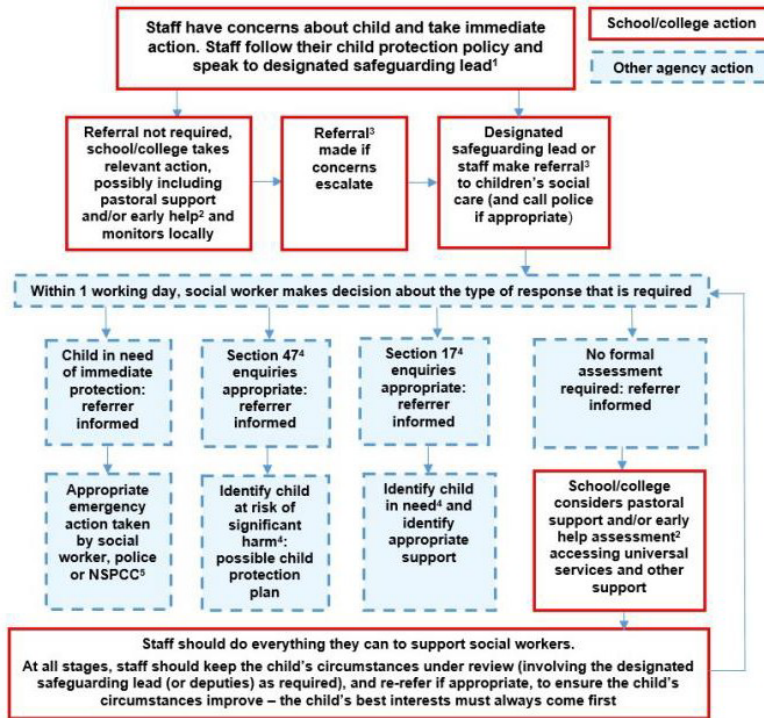 Staff have concerns about child and take immediate
action. Staff follow their child protection policy and
speak to designated safeguarding lead¹
School/college action
Other agency action
Referral not required,
school/college takes
relevant action,
possibly including
pastoral support
and/or early help² and
monitors locally
Referral³
made if
concerns
escalate
Designated
safeguarding lead or
staff make referral³
to children's social
care (and call police
if appropriate)
Within 1 working day, social worker makes decision about the type of response that is required
Child in need
of immediate
protection:
referrer
informed
Section 47⁴
enquiries
appropriate:
referrer
informed
Section 17⁴
enquiries
appropriate:
referrer
informed
No formal
assessment
required: referrer
informed
Appropriate
emergency
action taken
by social
worker, police
or NSPCC⁵
Identify child
at risk of
significant
harm⁴:
possible child
protection
plan
Identify child
in need⁴ and
identify
appropriate
support
School/college
considers pastoral
support and/or early
help assessment²
accessing universal
services and other
support
Staff should do everything they can to support social workers.
At all stages, staff should keep the child's circumstances under review (involving the designated
safeguarding lead (or deputies) as required), and re-refer if appropriate, to ensure the child's
circumstances improve – the child's best interests must always come first